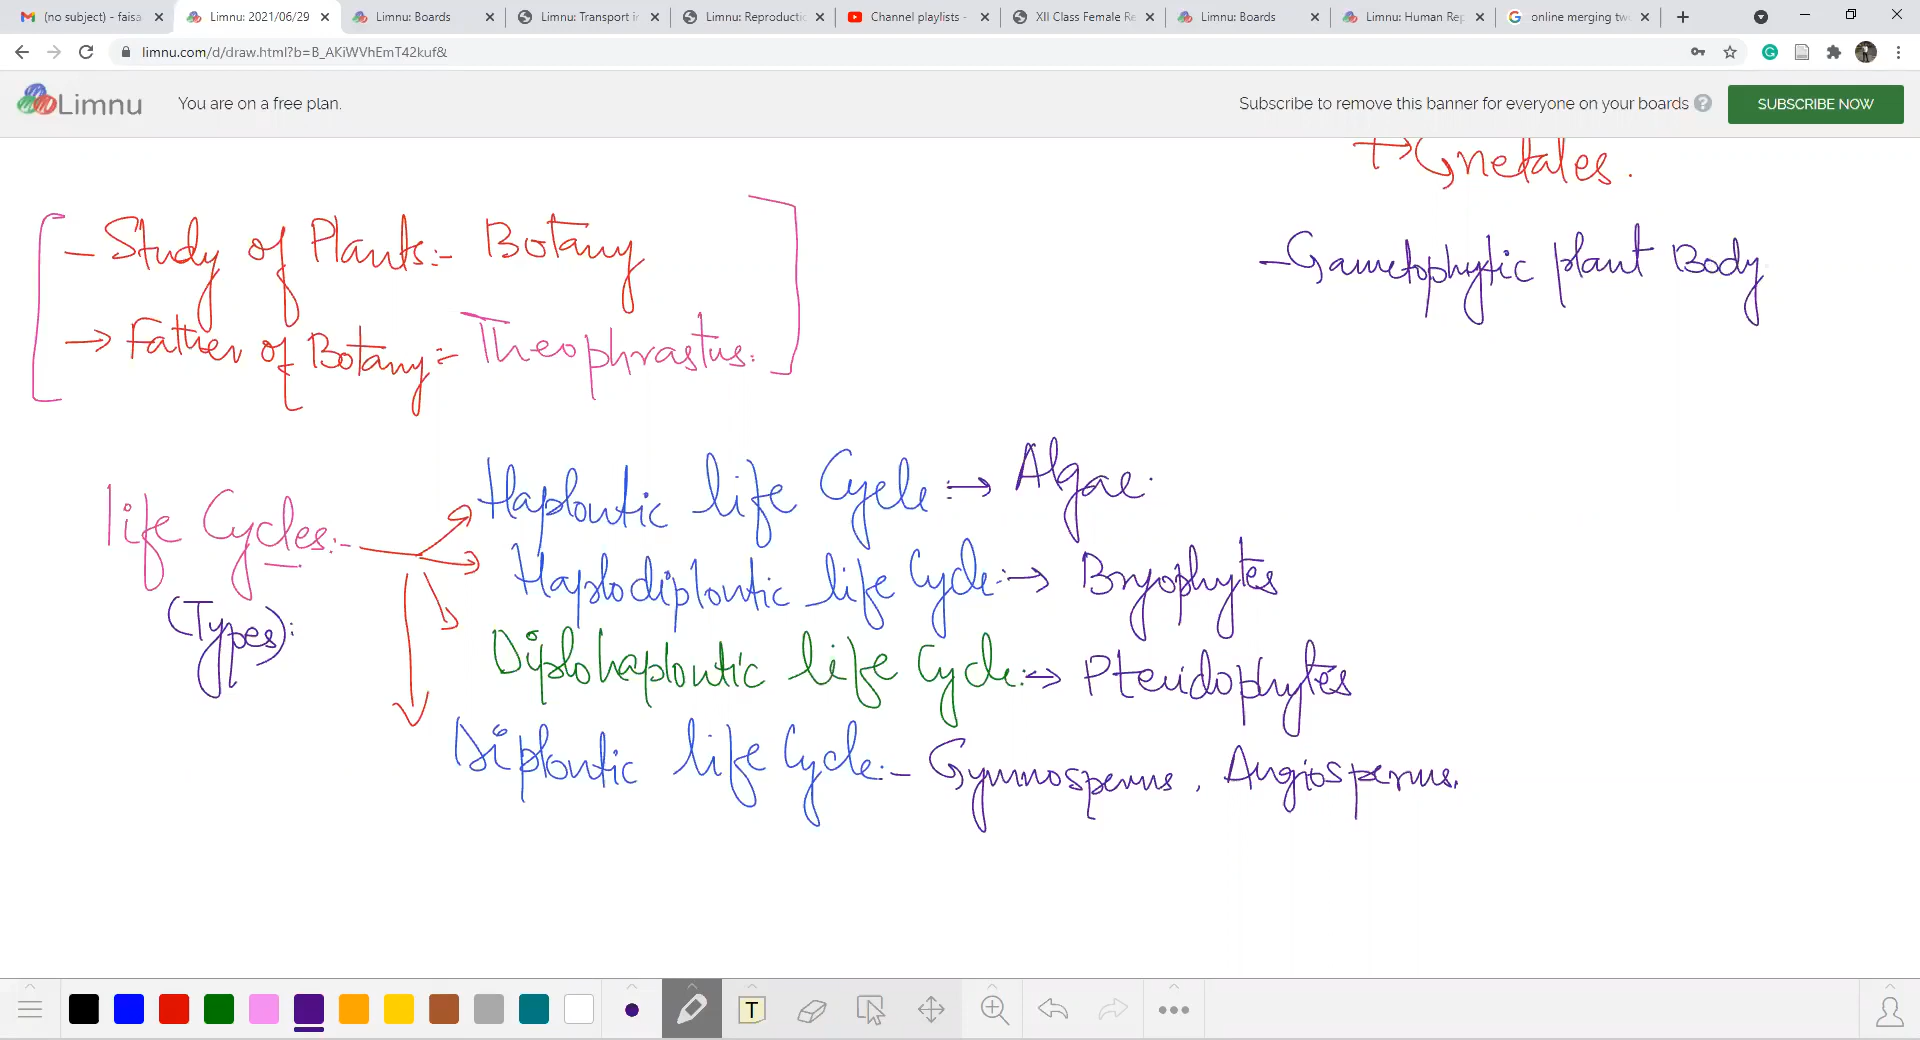 (no subject) - faisa
Limnu: 2021/06/29
Limnu: Boards
Limnu: Transport in
Limnu: Reproductio
Channel playlists -
XII Class Female Re
Limnu: Boards
Limnu: Human Rep
online merging two
limnu.com/d/draw.html?b=B_AKiWVhEmT42kuf&
Limnu
You are on a free plan.
Subscribe to remove this banner for everyone on your boards ?
SUBSCRIBE NOW
→ Gnetales.
- Study of Plants:- Botany
→ Father of Botany:- Theophrastus.
- Gametophytic plant Body
life Cycles:-
(Types):
Haplontic life Cycle :→ Algae.
Haplodiplontic life Cycle:→ Bryophytes
Diplohaplontic life Cycle:→ Pteridophytes
Diplontic life Cycle:- Gymnosperms, Angiosperms.
T